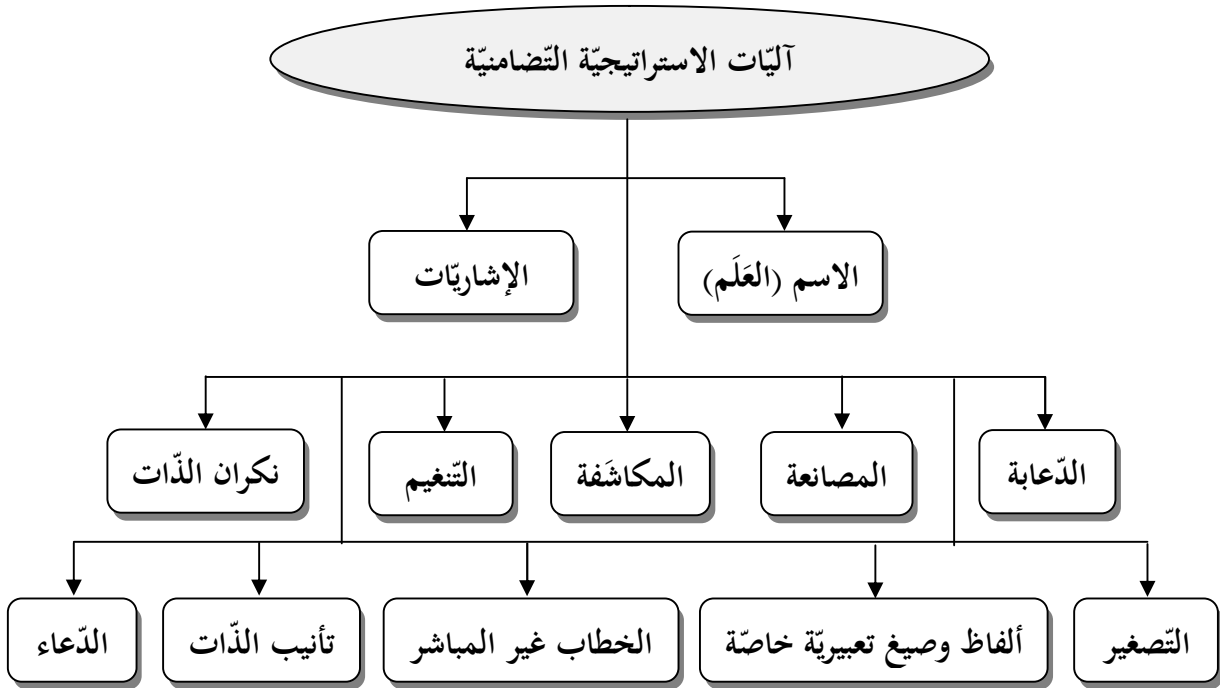 آليّات الاستراتيجيّة التّضامنيّة
الاسم (العَلَم)
الإشاريّات
الدّعابة
المصانعة
المكاشَفة
التّنغيم
نكران الذّات
التّصغير
ألفاظ وصيغ تعبيريّة خاصّة
الخطاب غير المباشر
تأنيب الذّات
الدّعاء